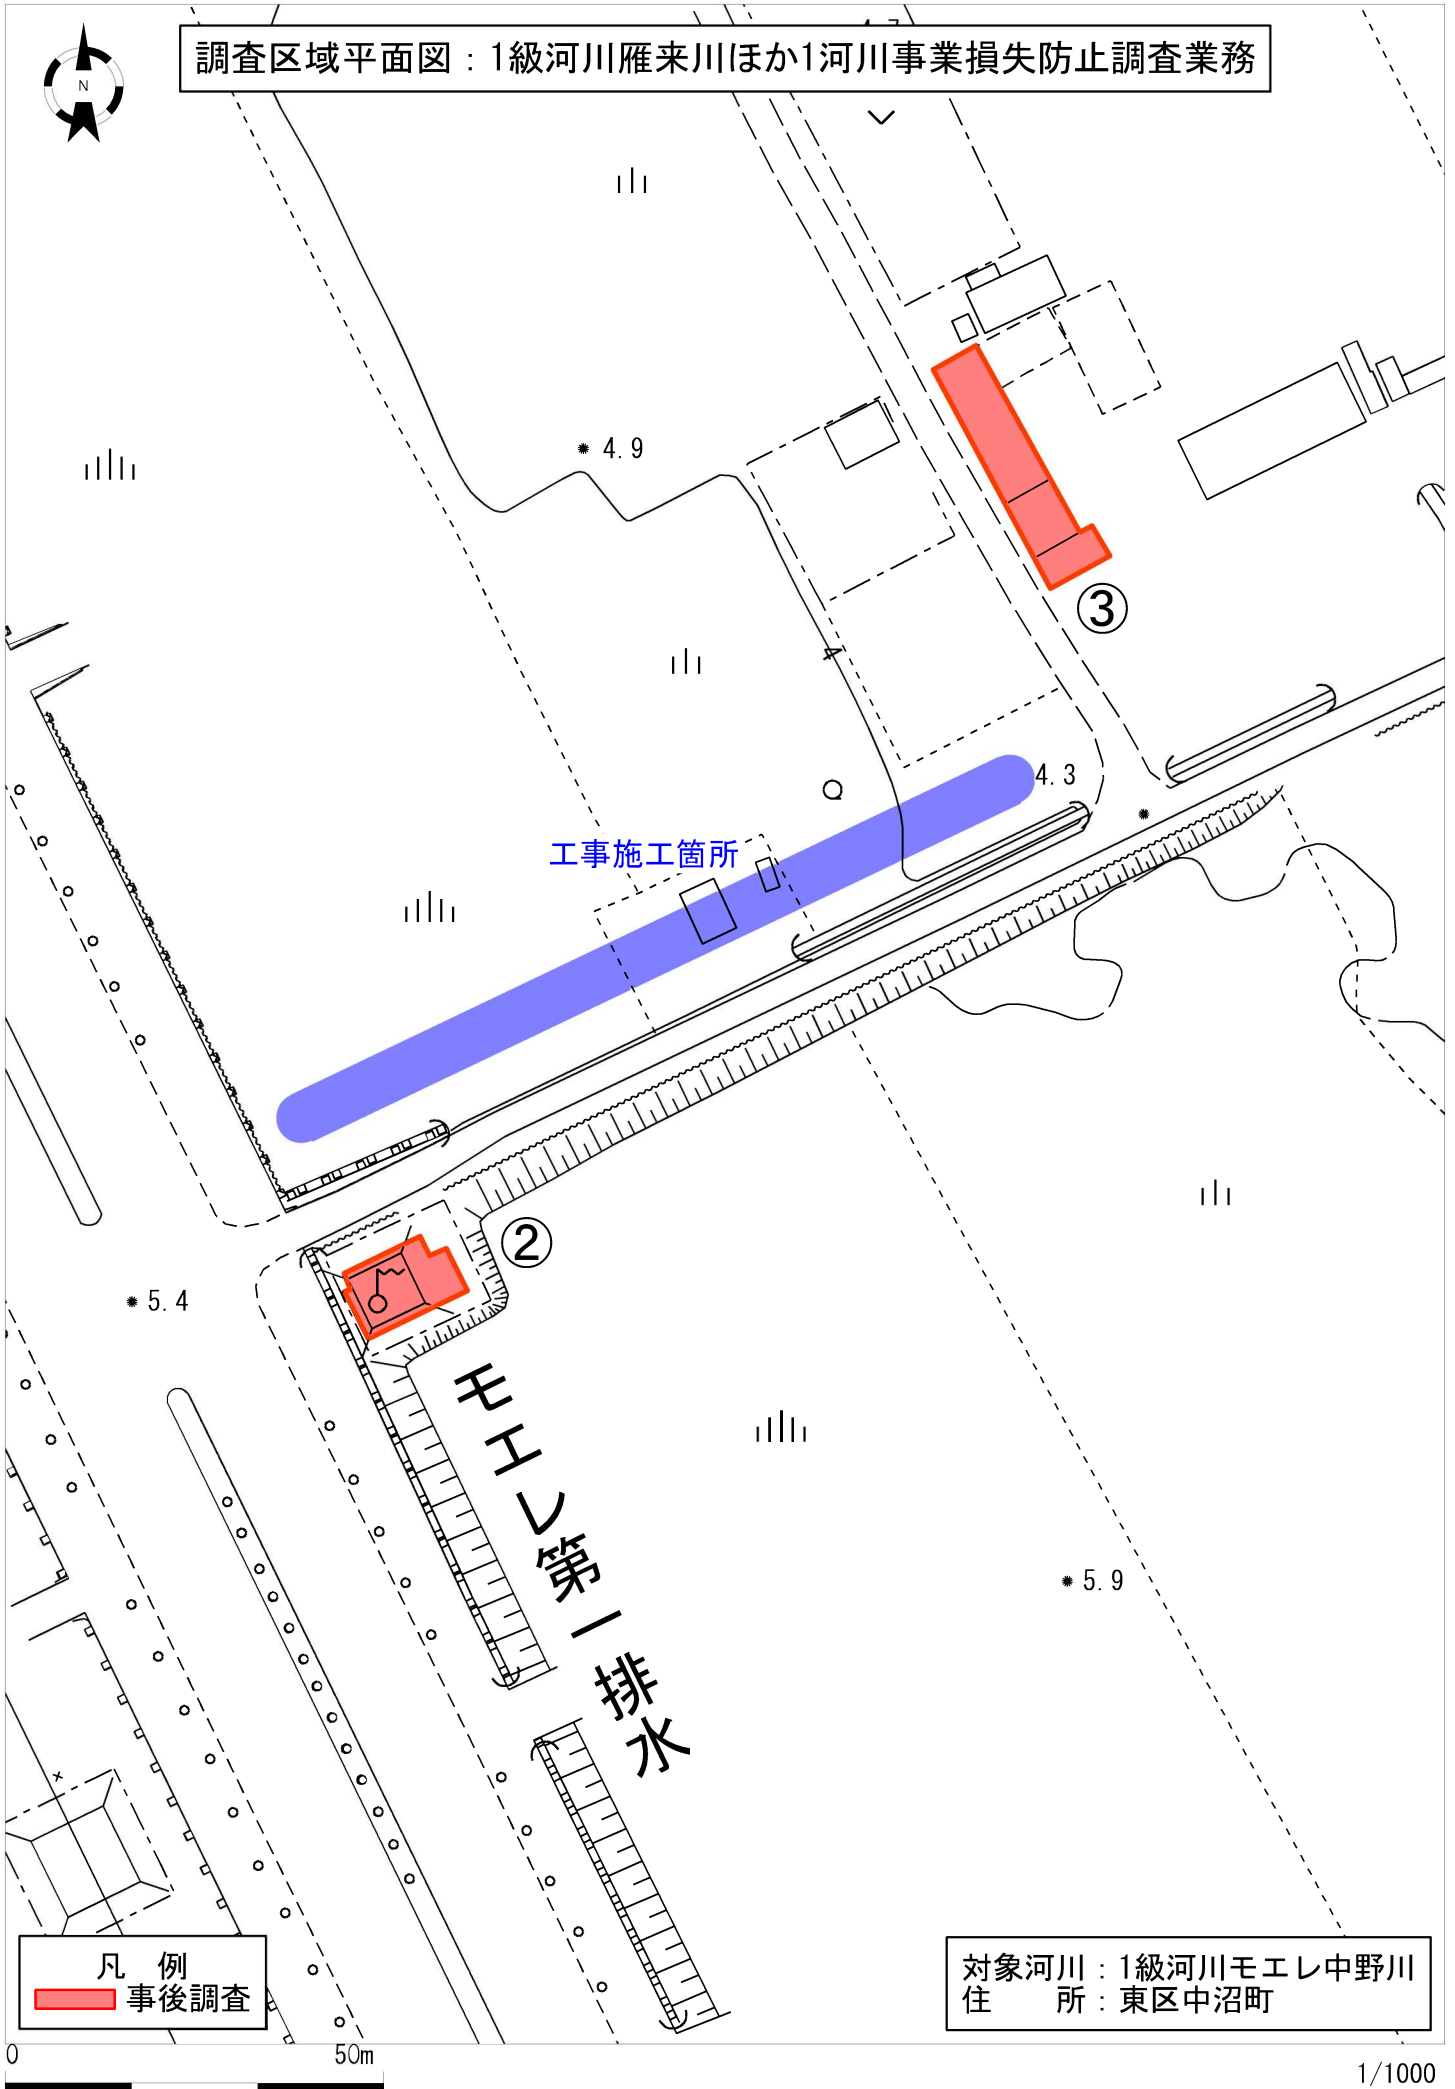 調査区域平面図：1級河川雁来川ほか1河川事業損失防止調査業務
N
4.9
③
4
4.3
工事施工箇所
②
5.4
モエレ第一排水
5.9
凡 例
事後調査
対象河川：1級河川モエレ中野川
住 所：東区中沼町
0 50m
1/1000